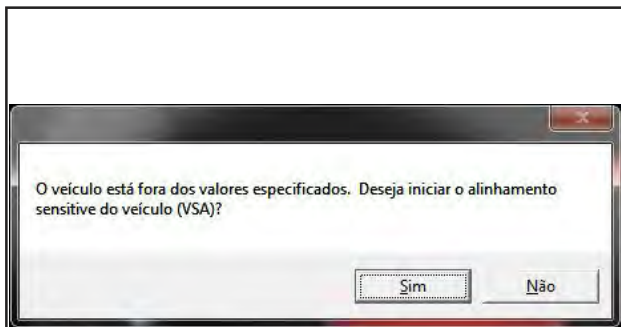 O veículo está fora dos valores especificados.  Deseja iniciar o alinhamento
sensitive do veículo (VSA)?
Sim
Não